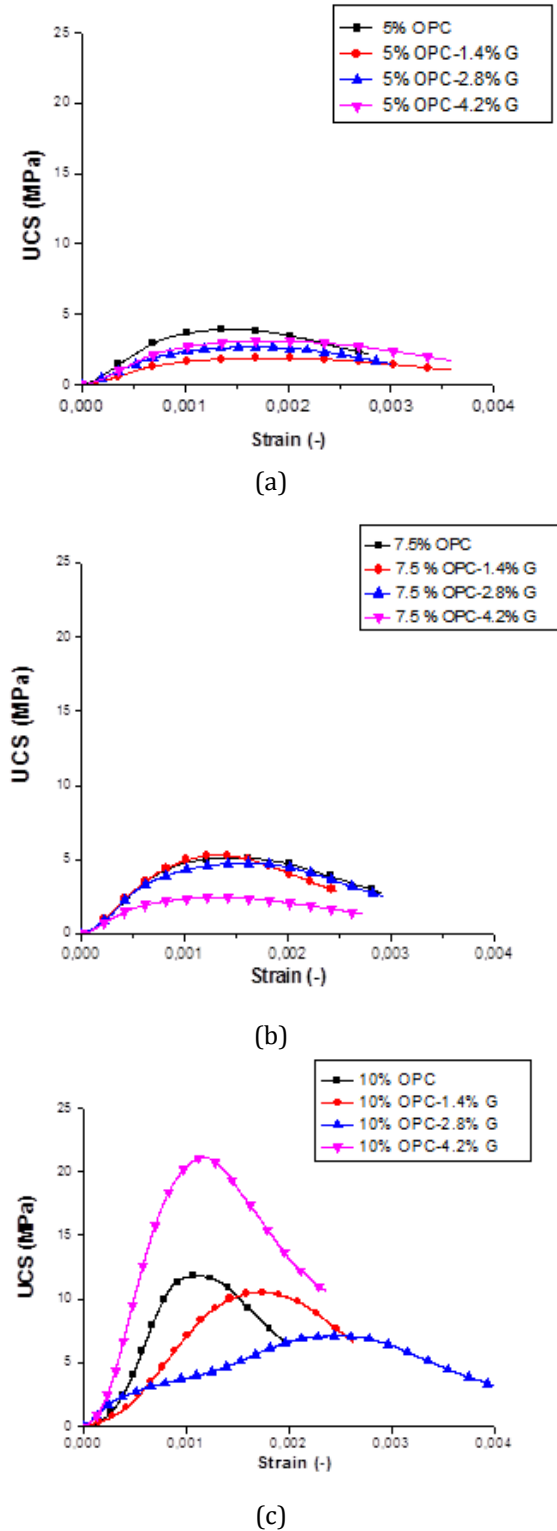 5% OPC
5% OPC-1.4% G
5% OPC-2.8% G
5% OPC-4.2% G
25
20
15
10
5
0
UCS (MPa)
0,000
0,001
0,002
0,003
0,004
Strain (-)
(a)
7.5% OPC
7.5 % OPC-1.4% G
7.5 % OPC-2.8% G
7.5 % OPC-4.2% G
25
20
15
10
5
0
UCS (MPa)
0,000
0,001
0,002
0,003
0,004
Strain (-)
(b)
10% OPC
10% OPC-1.4% G
10% OPC-2.8% G
10% OPC-4.2% G
25
20
15
10
5
0
UCS (MPa)
0,000
0,001
0,002
0,003
0,004
Strain (-)
(c)